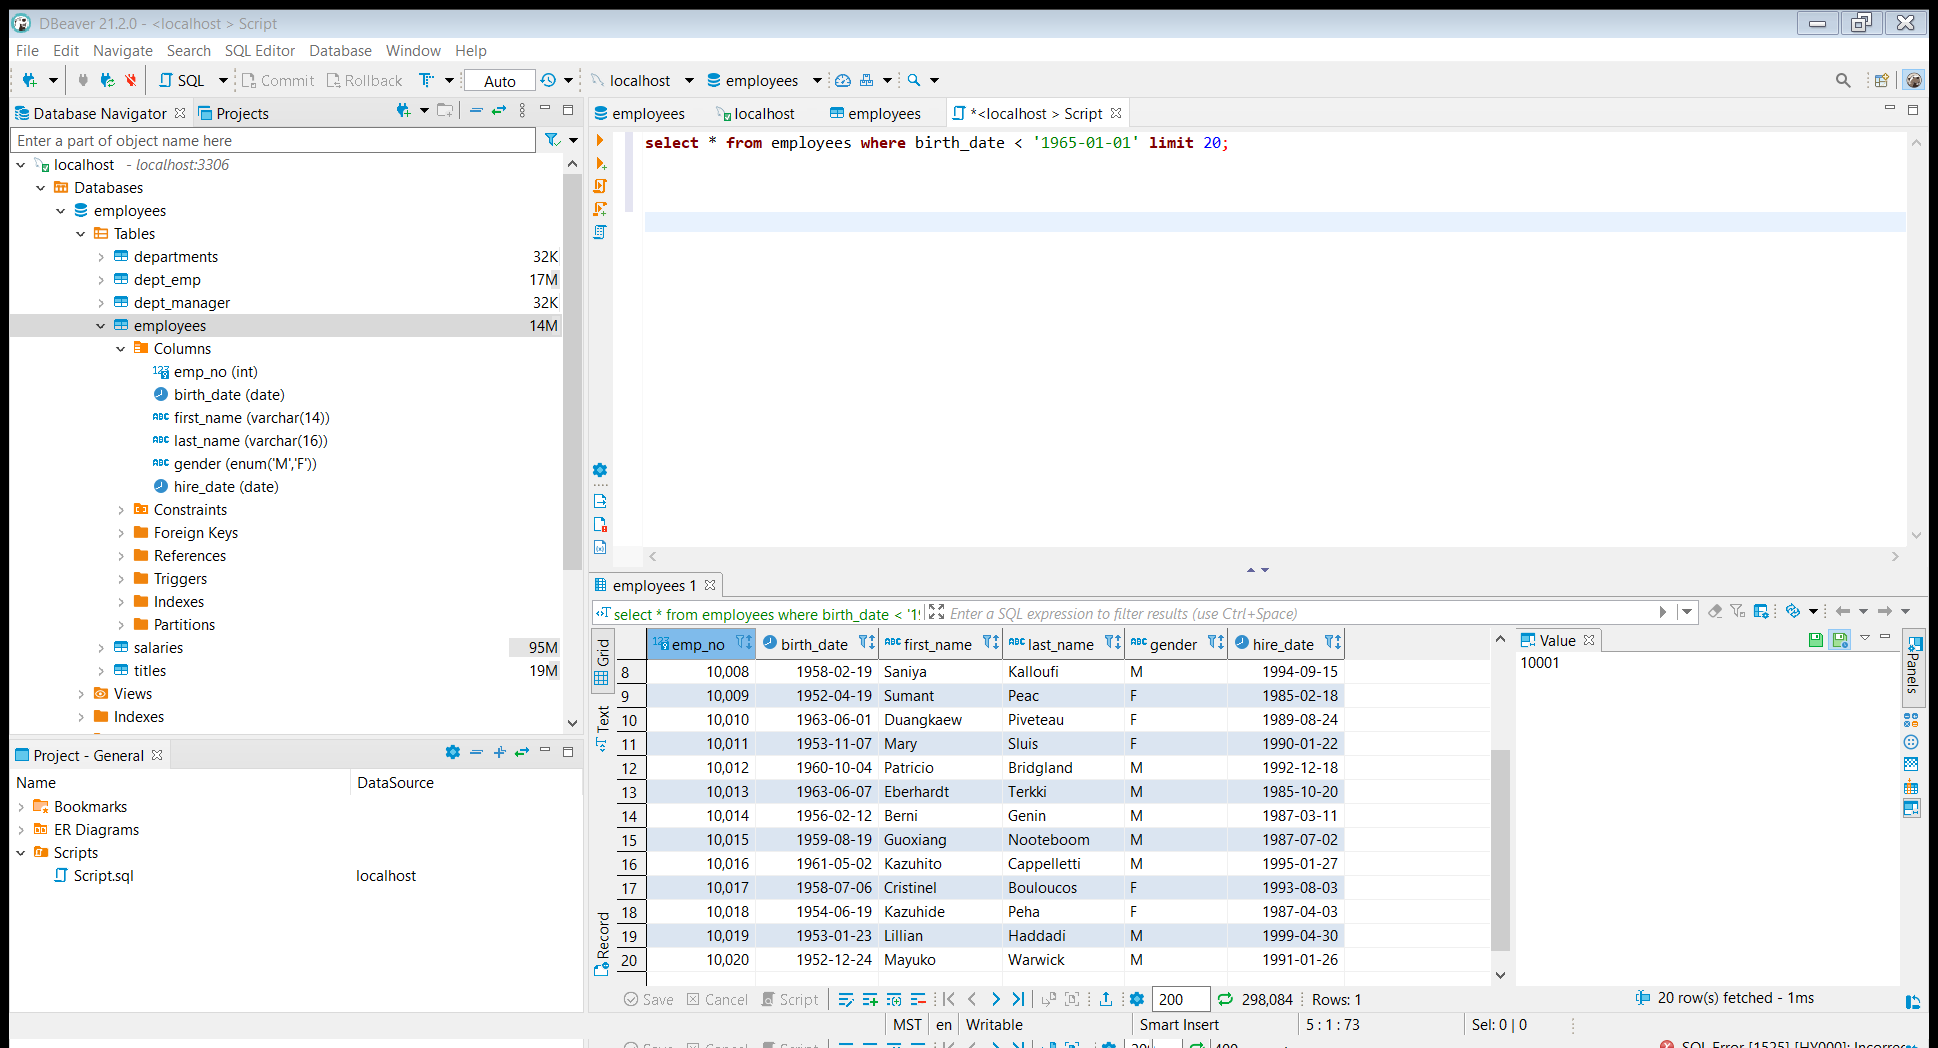 DBeaver 21.2.0 - <localhost > Script
File Edit Navigate Search SQL Editor Database Window Help
SQL Commit Rollback Auto localhost employees
Database Navigator Projects
Enter a part of object name here
localhost - localhost:3306
Databases
employees
Tables
departments 32K
dept_emp 17M
dept_manager 32K
employees 14M
Columns
emp_no (int)
birth_date (date)
first_name (varchar(14))
last_name (varchar(16))
gender (enum('M','F'))
hire_date (date)
Constraints
Foreign Keys
References
Triggers
Indexes
Partitions
salaries 95M
titles 19M
Views
Indexes
Project - General
Name DataSource
Bookmarks
ER Diagrams
Scripts
Script.sql localhost
employees localhost employees *<localhost > Script
select * from employees where birth_date < '1965-01-01' limit 20;
employees 1
select * from employees where birth_date < '1 Enter a SQL expression to filter results (use Ctrl+Space)
Grid
Text
Record
123 emp_no birth_date ABC first_name ABC last_name ABC gender hire_date
8 10,008 1958-02-19 Saniya Kalloufi M 1994-09-15
9 10,009 1952-04-19 Sumant Peac F 1985-02-18
10 10,010 1963-06-01 Duangkaew Piveteau F 1989-08-24
11 10,011 1953-11-07 Mary Sluis F 1990-01-22
12 10,012 1960-10-04 Patricio Bridgland M 1992-12-18
13 10,013 1963-06-07 Eberhardt Terkki M 1985-10-20
14 10,014 1956-02-12 Berni Genin M 1987-03-11
15 10,015 1959-08-19 Guoxiang Nooteboom M 1987-07-02
16 10,016 1961-05-02 Kazuhito Cappelletti M 1995-01-27
17 10,017 1958-07-06 Cristinel Bouloucos F 1993-08-03
18 10,018 1954-06-19 Kazuhide Peha F 1987-04-03
19 10,019 1953-01-23 Lillian Haddadi M 1999-04-30
20 10,020 1952-12-24 Mayuko Warwick M 1991-01-26
Value
10001
Panels
Save Cancel Script 200 298,084 Rows: 1
20 row(s) fetched - 1ms
MST en Writable Smart Insert 5 : 1 : 73 Sel: 0 | 0
SQL Error [1525] [HY000]: